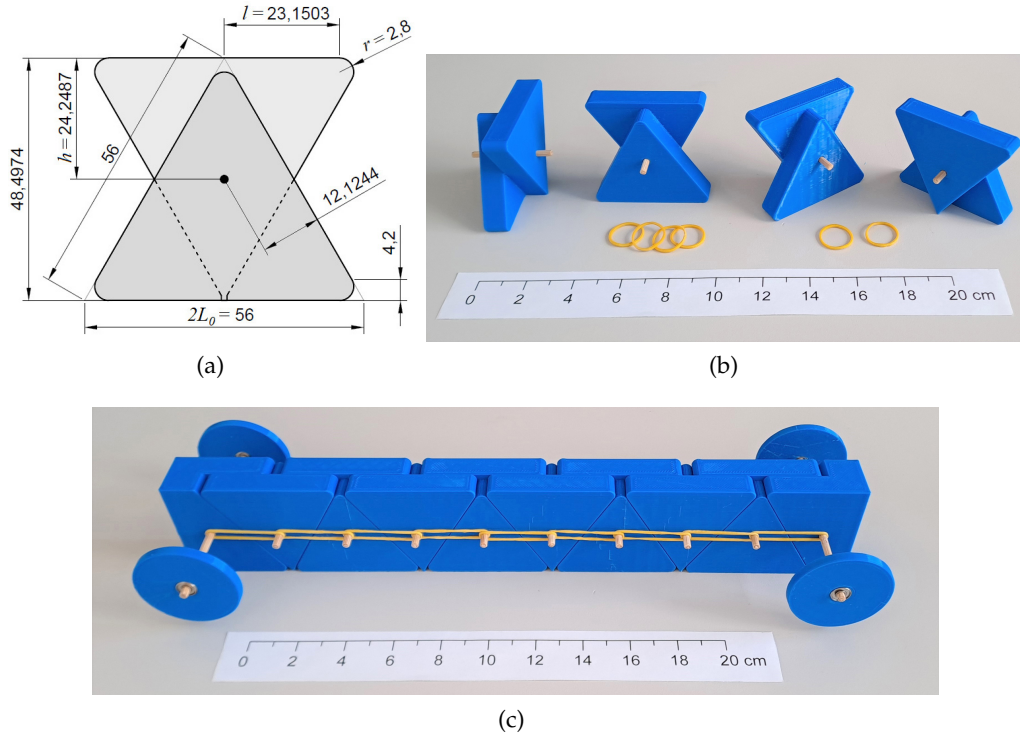 l = 23,1503
r = 2,8
h = 24,2487
48,4974
56
12,1244
4,2
2L₀ = 56
(a)
0 2 4 6 8 10 12 14 16 18 20 cm
(b)
0 2 4 6 8 10 12 14 16 18 20 cm
(c)